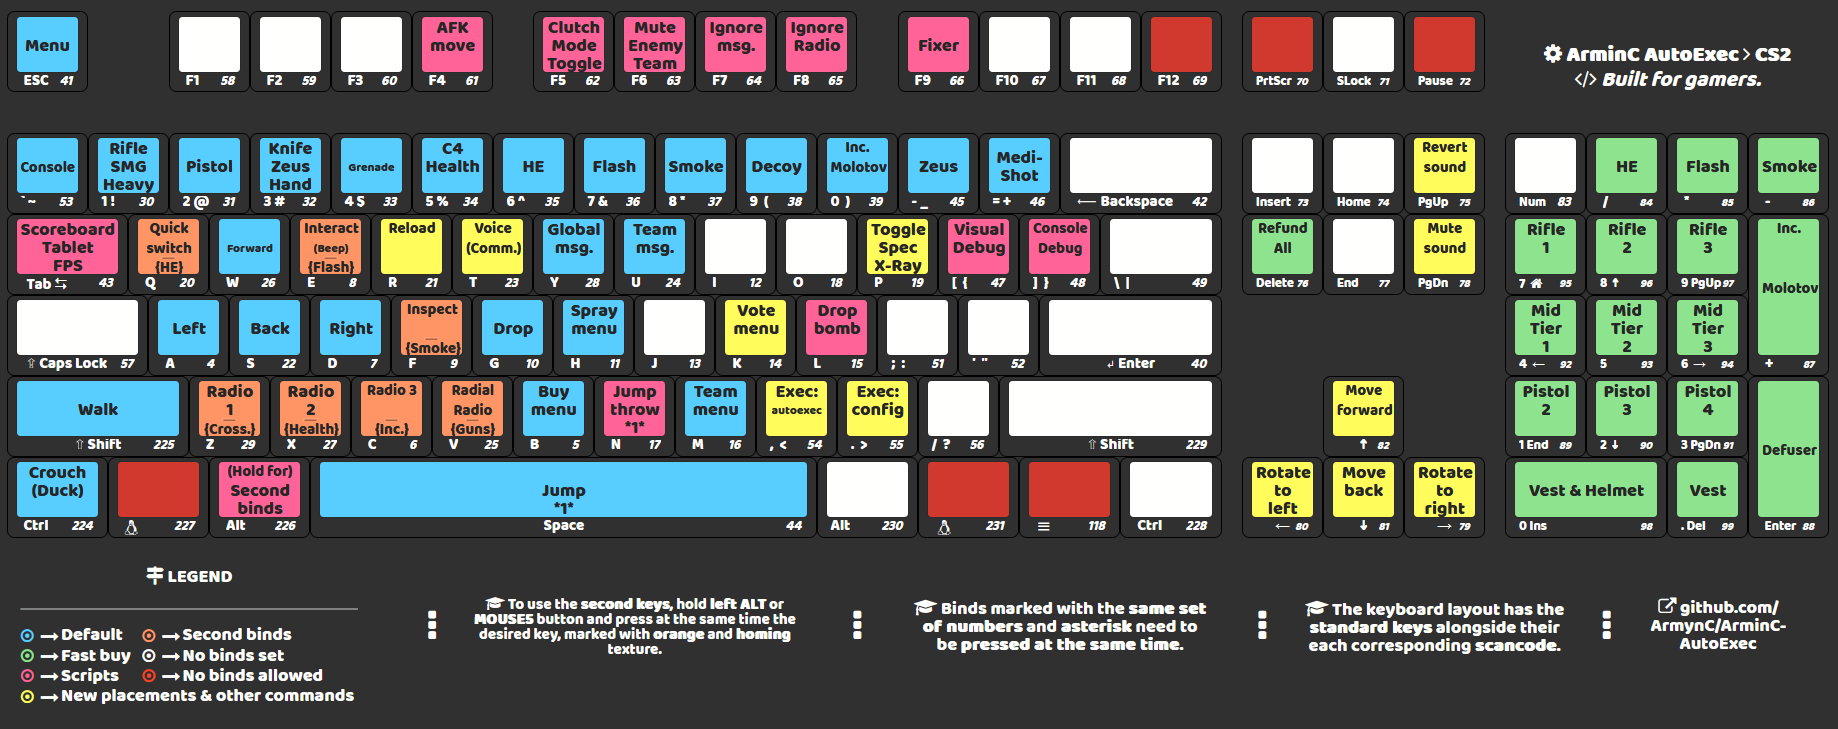 Menu
ESC 41
F1 58
F2 59
F3 60
AFK
move
F4 61
Clutch
Mode
Toggle
F5 62
Mute
Enemy
Team
F6 63
Ignore
msg.
F7 64
Ignore
Radio
F8 65
Fixer
F9 66
F10 67
F11 68
F12 69
PrtScr 70
SLock 71
Pause 72
ArminC AutoExec > CS2
</> Built for gamers.
Console
` ~ 53
Rifle
SMG
Heavy
1 ! 30
Pistol
2 @ 31
Knife
Zeus
Hand
3 # 32
Grenade
4 $ 33
C4
Health
5 % 34
HE
6 ^ 35
Flash
7 & 36
Smoke
8 * 37
Decoy
9 ( 38
Inc.
Molotov
0 ) 39
Zeus
- _ 45
Medi-
Shot
= + 46
⟵ Backspace 42
Insert 73
Home 74
Revert
sound
PgUp 75
Num 83
HE
/ 84
Flash
* 85
Smoke
- 86
Scoreboard
Tablet
FPS
Tab ⇆ 43
Quick
switch
—
{HE}
Q 20
Forward
W 26
Interact
(Beep)
—
{Flash}
E 8
Reload
R 21
Voice
(Comm.)
T 23
Global
msg.
Y 28
Team
msg.
U 24
I 12
O 18
Toggle
Spec
X-Ray
P 19
Visual
Debug
[ { 47
Console
Debug
] } 48
\ | 49
Refund
All
Delete 76
End 77
Mute
sound
PgDn 78
Rifle
1
7 95
Rifle
2
8 ↑ 96
Rifle
3
9 PgUp 97
Inc.
Molotov
+ 87
⇧ Caps Lock 57
Left
A 4
Back
S 22
Right
D 7
Inspect
—
{Smoke}
F 9
Drop
G 10
Spray
menu
H 11
J 13
Vote
menu
K 14
Drop
bomb
L 15
; : 51
' " 52
↲ Enter 40
Mid
Tier
1
4 ← 92
Mid
Tier
2
5 93
Mid
Tier
3
6 → 94
Walk
⇧ Shift 225
Radio
1
—
{Cross.}
Z 29
Radio
2
—
{Health}
X 27
Radio 3
—
{Inc.}
C 6
Radial
Radio
—
{Guns}
V 25
Buy
menu
B 5
Jump
throw
*1*
N 17
Team
menu
M 16
Exec:
autoexec
, < 54
Exec:
config
. > 55
/ ? 56
⇧ Shift 229
Move
forward
↑ 82
Pistol
2
1 End 89
Pistol
3
2 ↓ 90
Pistol
4
3 PgDn 91
Defuser
Enter 88
Crouch
(Duck)
Ctrl 224
227
(Hold for)
Second
binds
Alt 226
Jump
*1*
Space 44
Alt 230
231
☰ 118
Ctrl 228
Rotate
to
left
← 80
Move
back
↓ 81
Rotate
to
right
→ 79
Vest & Helmet
0 Ins 98
Vest
. Del 99
LEGEND
→ Default
→ Second binds
→ Fast buy
→ No binds set
→ Scripts
→ No binds allowed
→ New placements & other commands
To use the second keys, hold left ALT or
MOUSE5 button and press at the same time the
desired key, marked with orange and homing
texture.
Binds marked with the same set
of numbers and asterisk need to
be pressed at the same time.
The keyboard layout has the
standard keys alongside their
each corresponding scancode.
github.com/
ArmynC/ArminC-
AutoExec